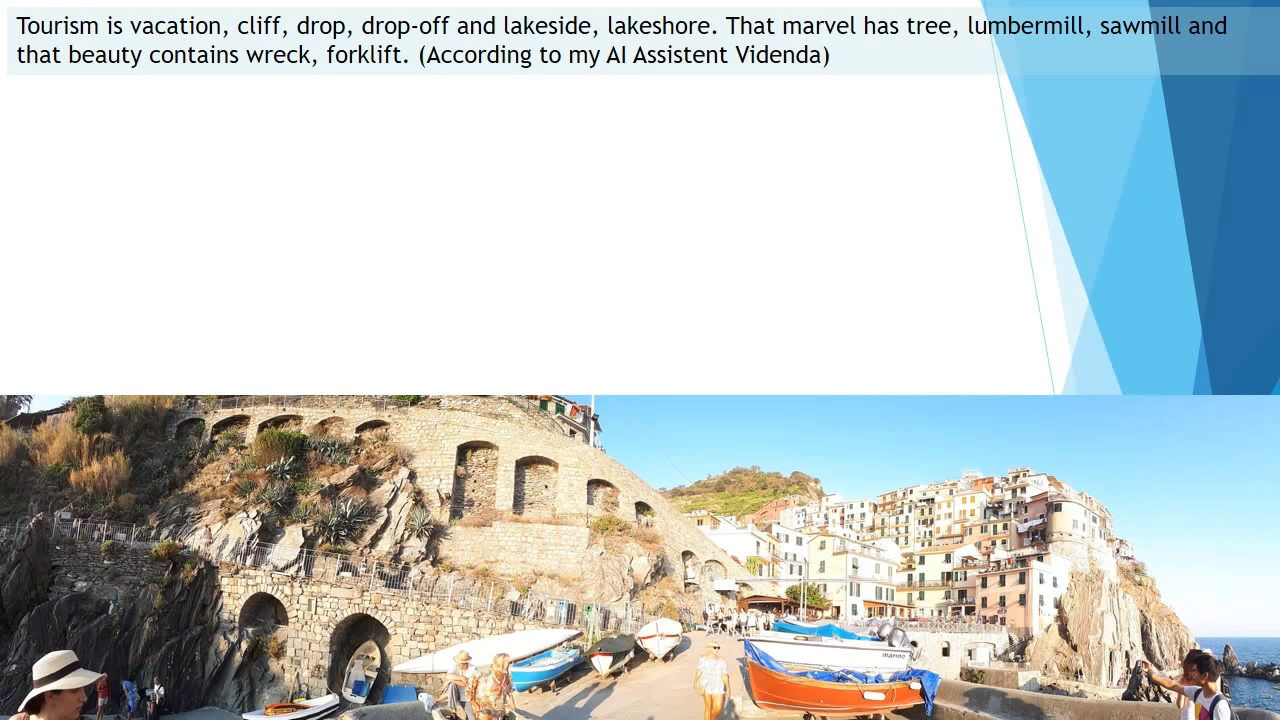 Tourism is vacation, cliff, drop, drop-off and lakeside, lakeshore. That marvel has tree, lumbermill, sawmill and
that beauty contains wreck, forklift. (According to my AI Assistent Videnda)
marino